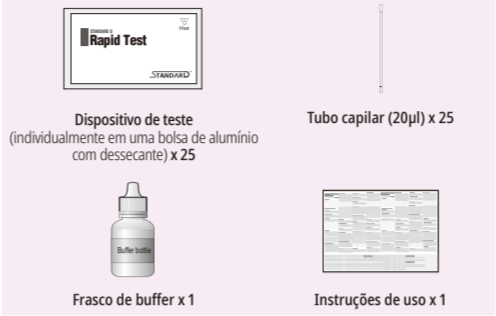 STANDARD Q
Rapid Test
1Test
STANDARD
Dispositivo de teste
(individualmente em uma bolsa de alumínio
com dessecante) x 25
Tubo capilar (20μl) x 25
Buffer bottle
Frasco de buffer x 1
Instruções de uso x 1